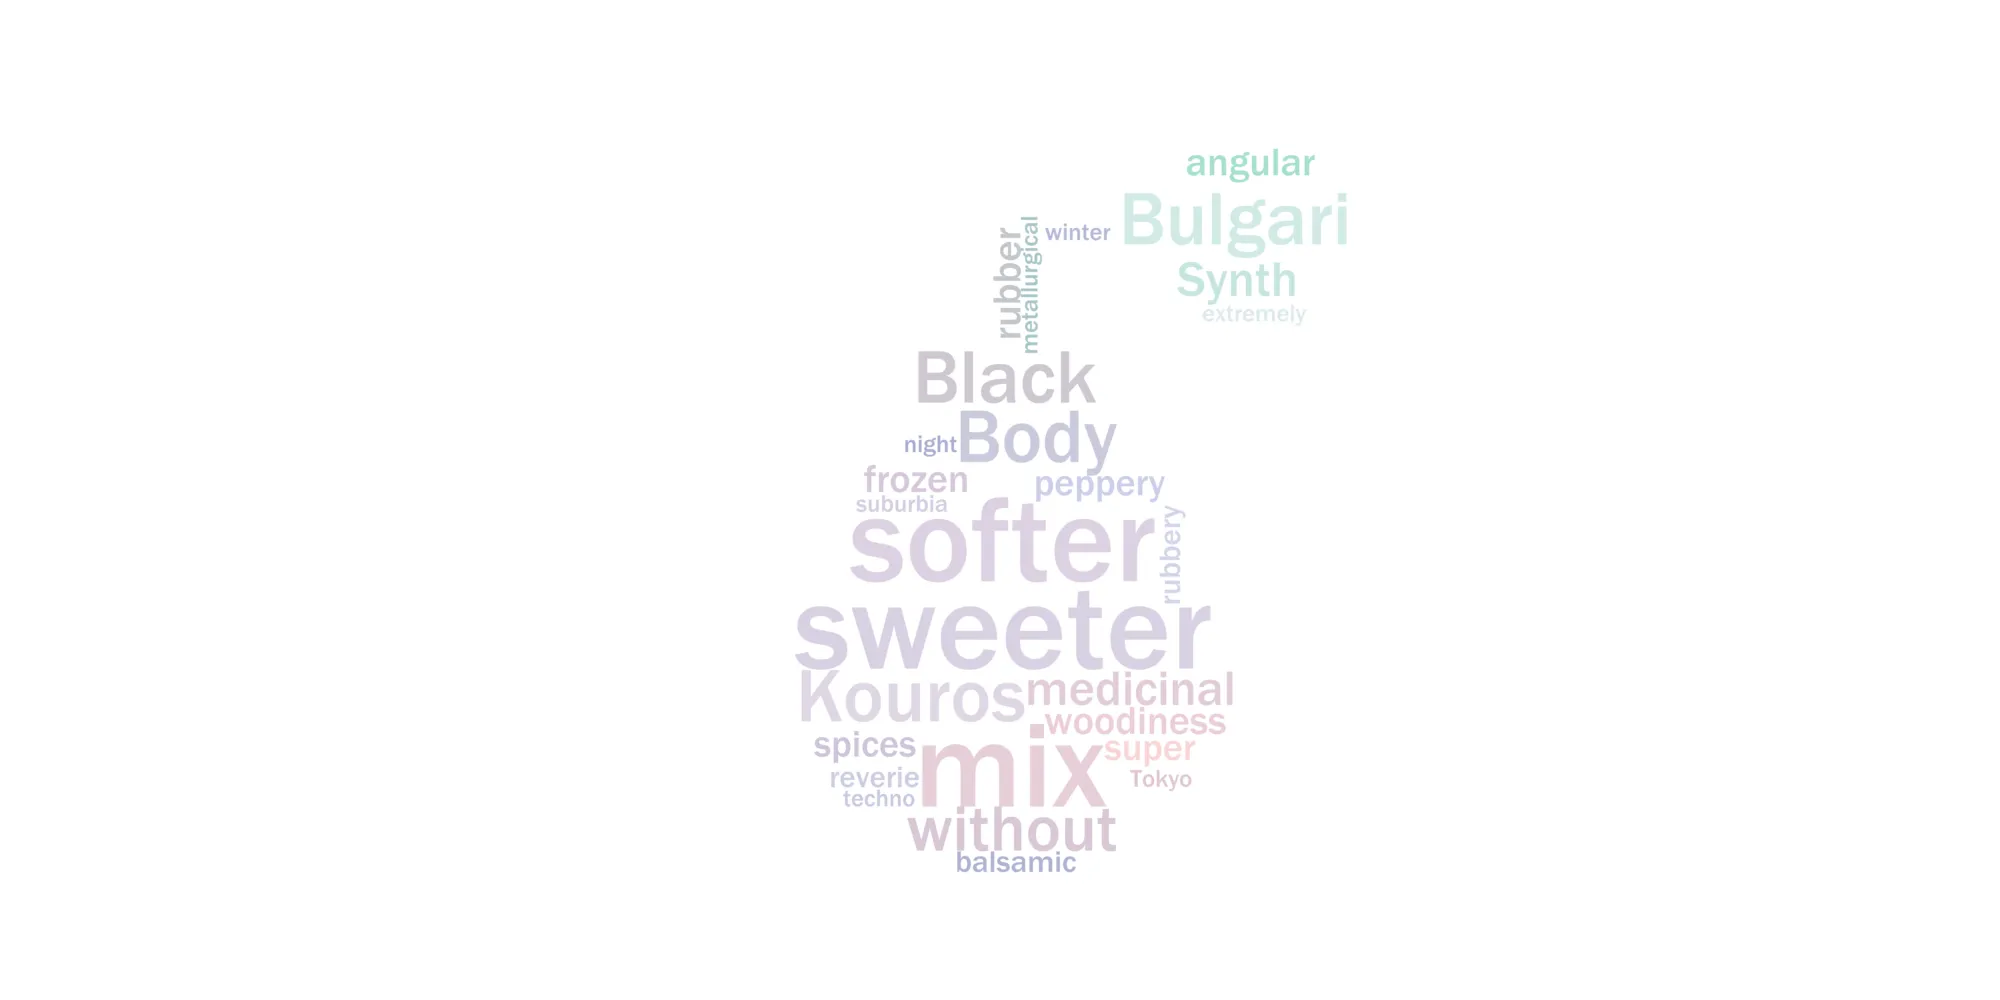 angular
Bulgari
winter
rubber
metallurgical
Synth
extremely
Black
Body
night
frozen
peppery
suburbia
softer
rubbery
sweeter
Kouros
medicinal
woodiness
spices
mix
super
reverie
Tokyo
techno
without
balsamic